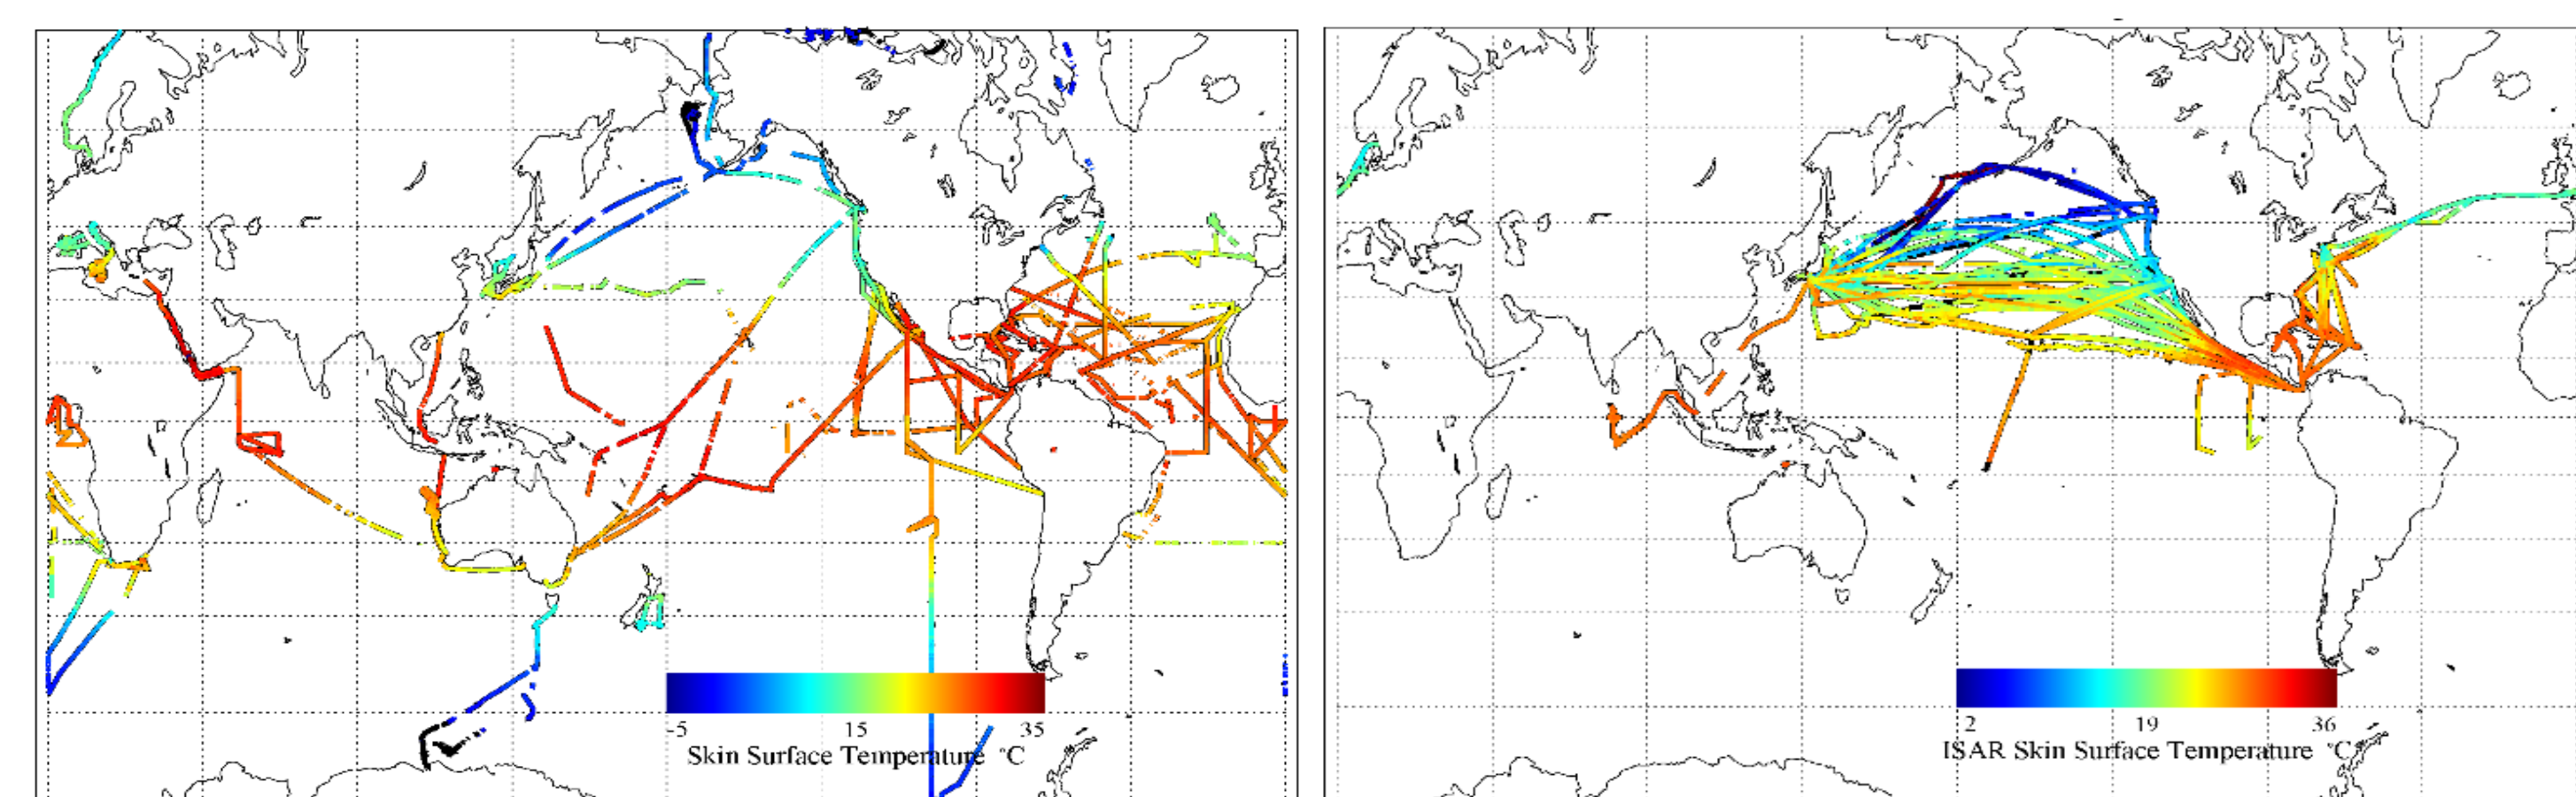 -5 15 35
Skin Surface Temperature °C
2 19 36
ISAR Skin Surface Temperature °C